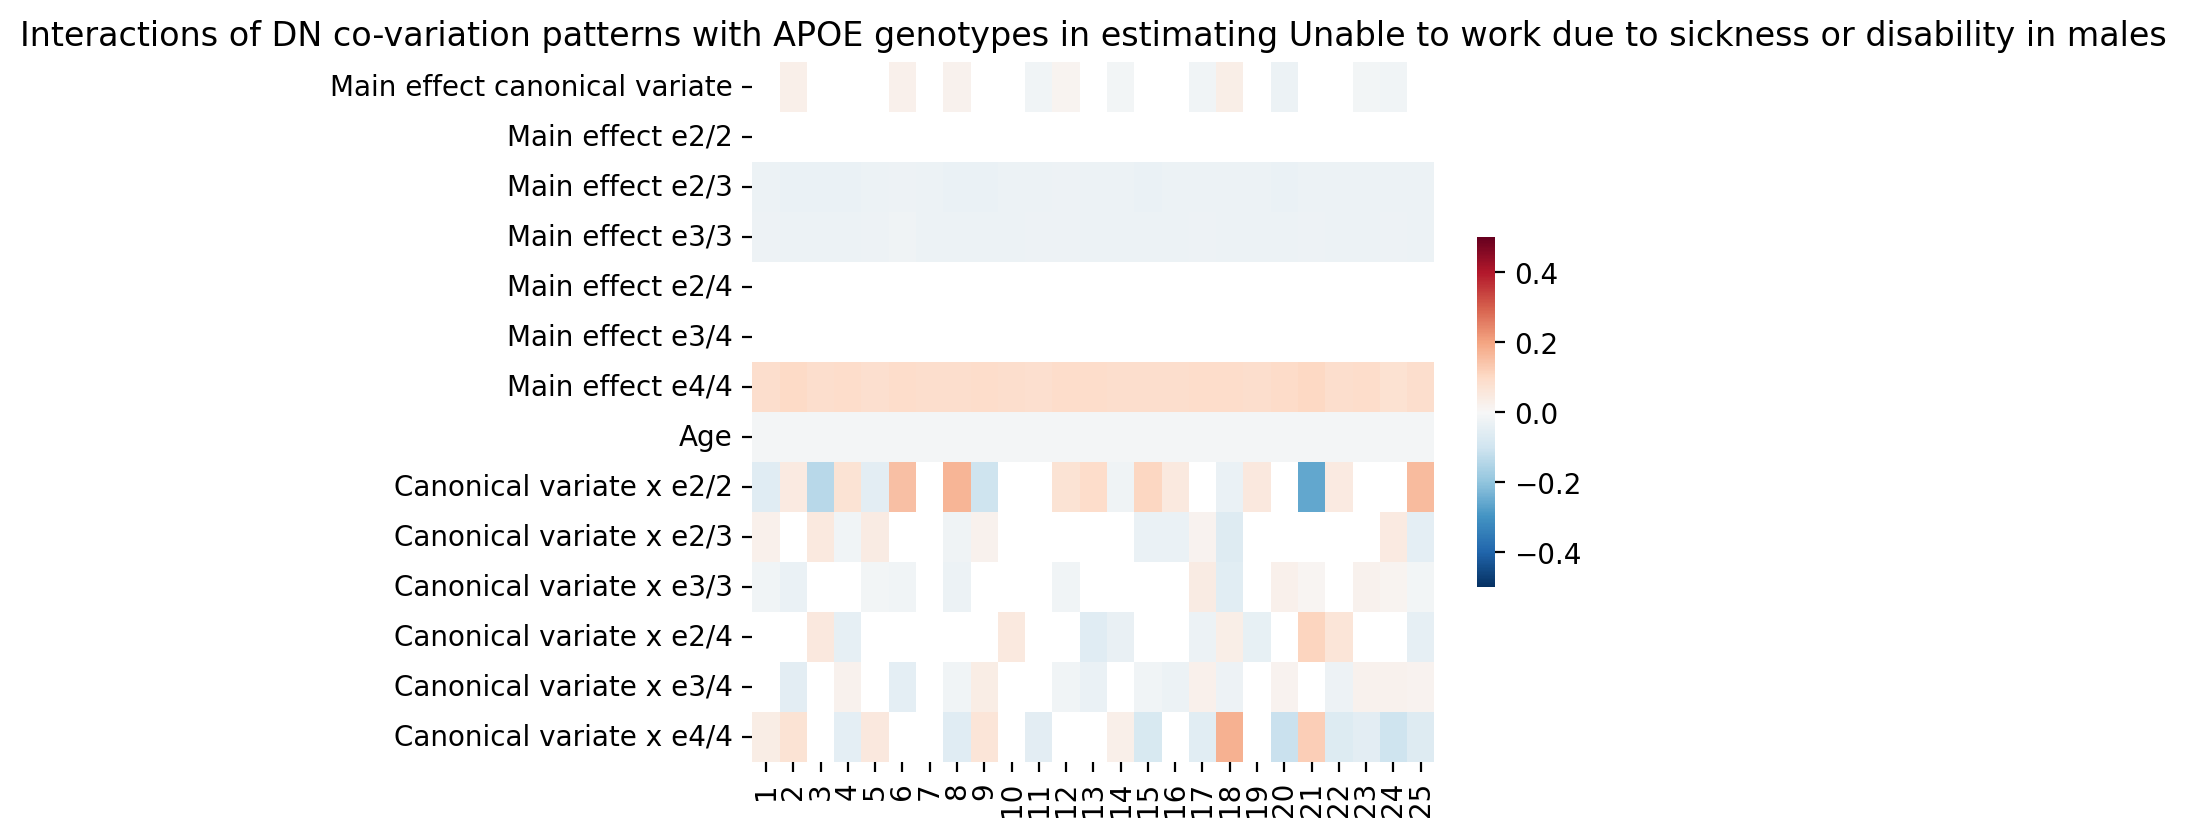 Interactions of DN co-variation patterns with APOE genotypes in estimating Unable to work due to sickness or disability in males
Main effect canonical variate
Main effect e2/2
Main effect e2/3
Main effect e3/3
Main effect e2/4
Main effect e3/4
Main effect e4/4
Age
Canonical variate x e2/2
Canonical variate x e2/3
Canonical variate x e3/3
Canonical variate x e2/4
Canonical variate x e3/4
Canonical variate x e4/4
1 2 3 4 5 6 7 8 9 10 11 12 13 14 15 16 17 18 19 20 21 22 23 24 25
0.4
0.2
0.0
−0.2
−0.4